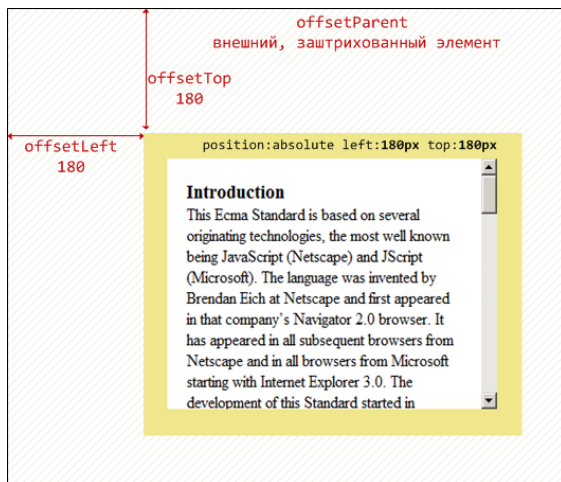 offsetParent
внешний, заштрихованный элемент
offsetTop
180
offsetLeft
180
position:absolute left:180px top:180px
Introduction
This Ecma Standard is based on several
originating technologies, the most well known
being JavaScript (Netscape) and JScript
(Microsoft). The language was invented by
Brendan Eich at Netscape and first appeared
in that company’s Navigator 2.0 browser. It
has appeared in all subsequent browsers from
Netscape and in all browsers from Microsoft
starting with Internet Explorer 3.0. The
development of this Standard started in